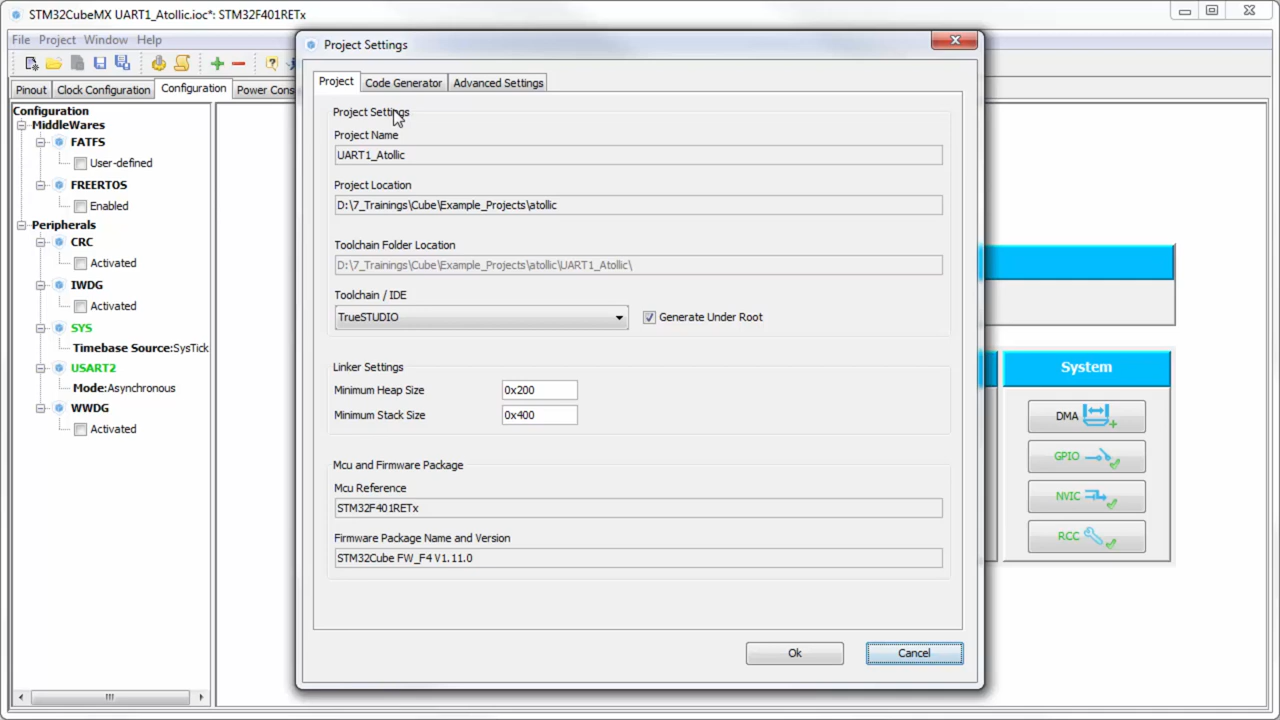 STM32CubeMX UART1_Atollic.ioc*: STM32F401RETx
File Project Window Help
Pinout Clock Configuration Configuration Power Cons
Configuration
MiddleWares
FATFS
User-defined
FREERTOS
Enabled
Peripherals
CRC
Activated
IWDG
Activated
SYS
Timebase Source:SysTick
USART2
Mode:Asynchronous
WWDG
Activated
Project Settings
Project Code Generator Advanced Settings
Project Settings
Project Name
UART1_Atollic
Project Location
D:\7_Trainings\Cube\Example_Projects\atollic
Toolchain Folder Location
D:\7_Trainings\Cube\Example_Projects\atollic\UART1_Atollic\
Toolchain / IDE
TrueSTUDIO Generate Under Root
Linker Settings
Minimum Heap Size 0x200
Minimum Stack Size 0x400
Mcu and Firmware Package
Mcu Reference
STM32F401RETx
Firmware Package Name and Version
STM32Cube FW_F4 V1.11.0
Ok Cancel
System
DMA
GPIO
NVIC
RCC